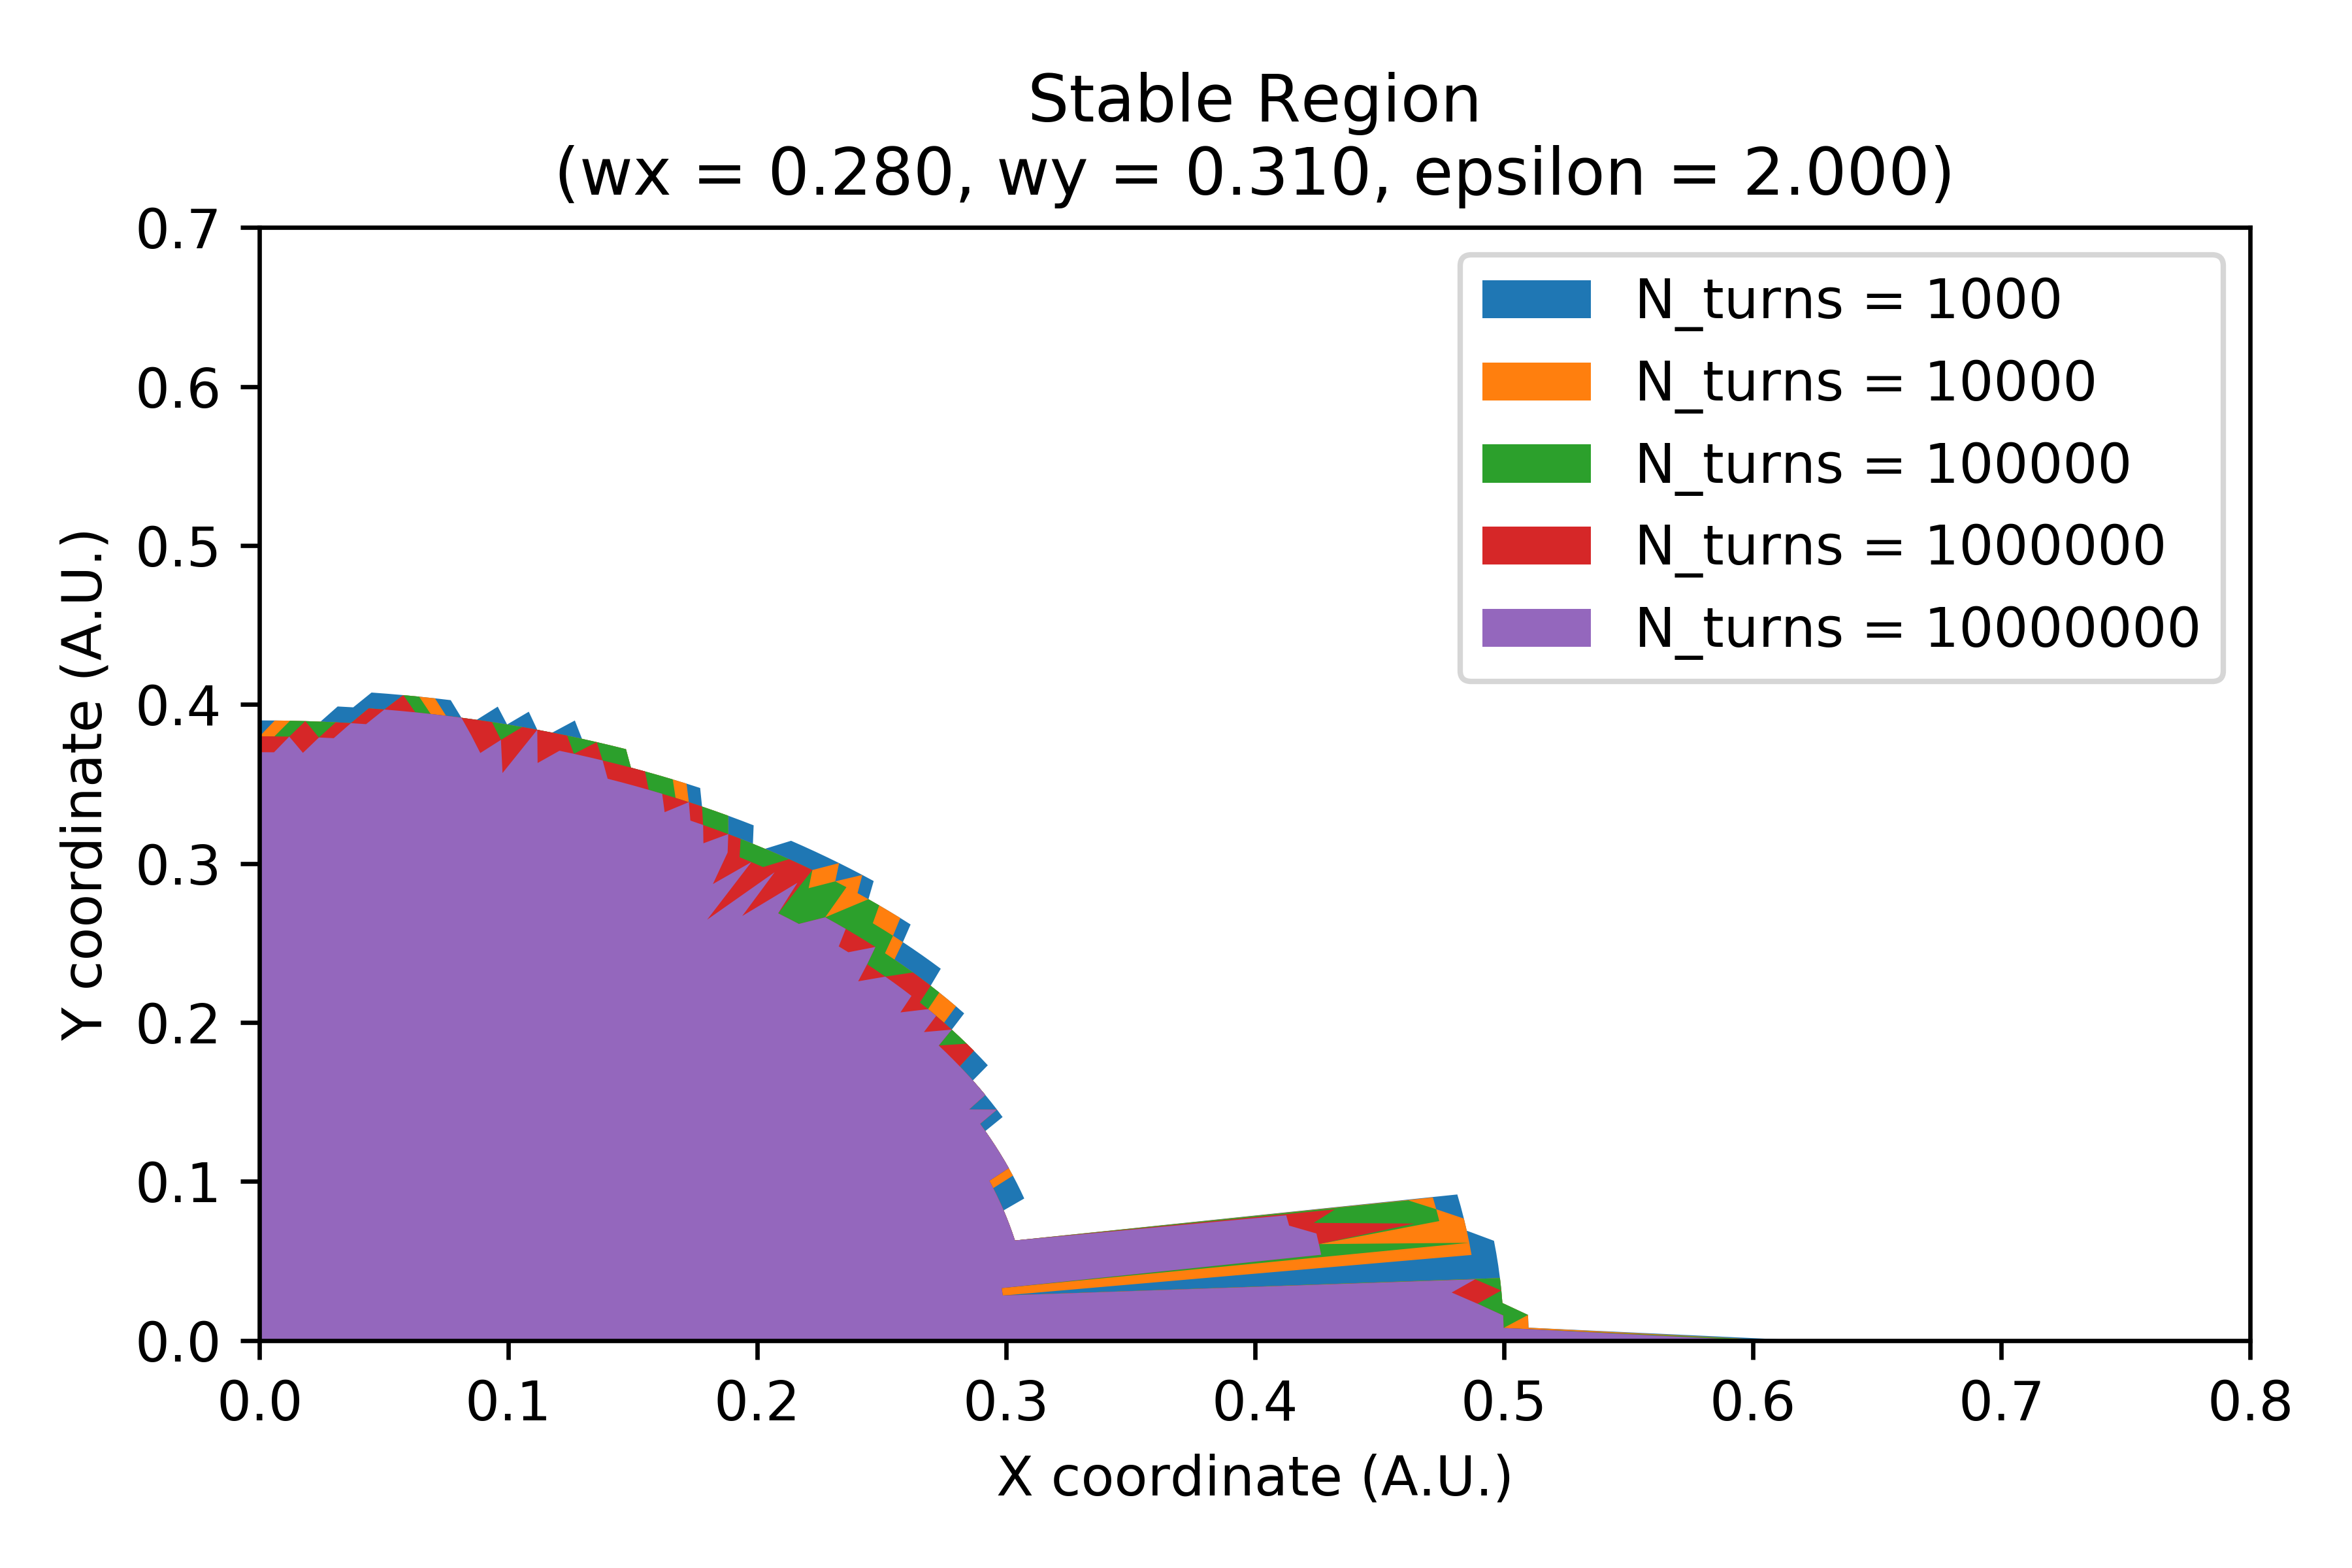 Stable Region
(wx = 0.280, wy = 0.310, epsilon = 2.000)
0.7
0.6
0.5
0.4
0.3
0.2
0.1
0.0
Y coordinate (A.U.)
N_turns = 1000
N_turns = 10000
N_turns = 100000
N_turns = 1000000
N_turns = 10000000
0.0 0.1 0.2 0.3 0.4 0.5 0.6 0.7 0.8
X coordinate (A.U.)